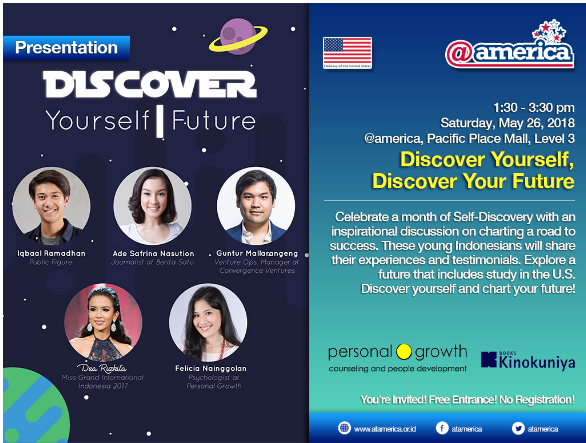 Presentation
DISCOVER
Yourself | Future
Iqbaal Ramadhan
Public Figure
Ade Safrina Nasution
Journalist at Berita Satu
Guntur Mallarangeng
Venture Ops. Manager at
Convergence Ventures
Dea Rizkita
Miss Grand International
Indonesia 2017
Felicia Nainggolan
Psychologist at
Personal Growth
Embassy of the United States
@america
1:30 - 3:30 pm
Saturday, May 26, 2018
@america, Pacific Place Mall, Level 3
Discover Yourself,
Discover Your Future
Celebrate a month of Self-Discovery with an
inspirational discussion on charting a road to
success. These young Indonesians will share
their experiences and testimonials. Explore a
future that includes study in the U.S.
Discover yourself and chart your future!
personal growth
counseling and people development
BOOKS
Kinokuniya
You're Invited! Free Entrance! No Registration!
www.atamerica.or.id
atamerica
atamerica